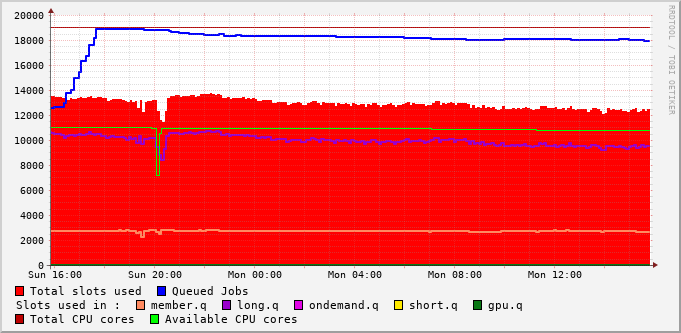 20000
18000
16000
14000
12000
10000
8000
6000
4000
2000
0
Sun 16:00 Sun 20:00 Mon 00:00 Mon 04:00 Mon 08:00 Mon 12:00
Total slots used Queued Jobs
Slots used in : member.q long.q ondemand.q short.q gpu.q
Total CPU cores Available CPU cores
RRDTOOL / TOBI OETIKER